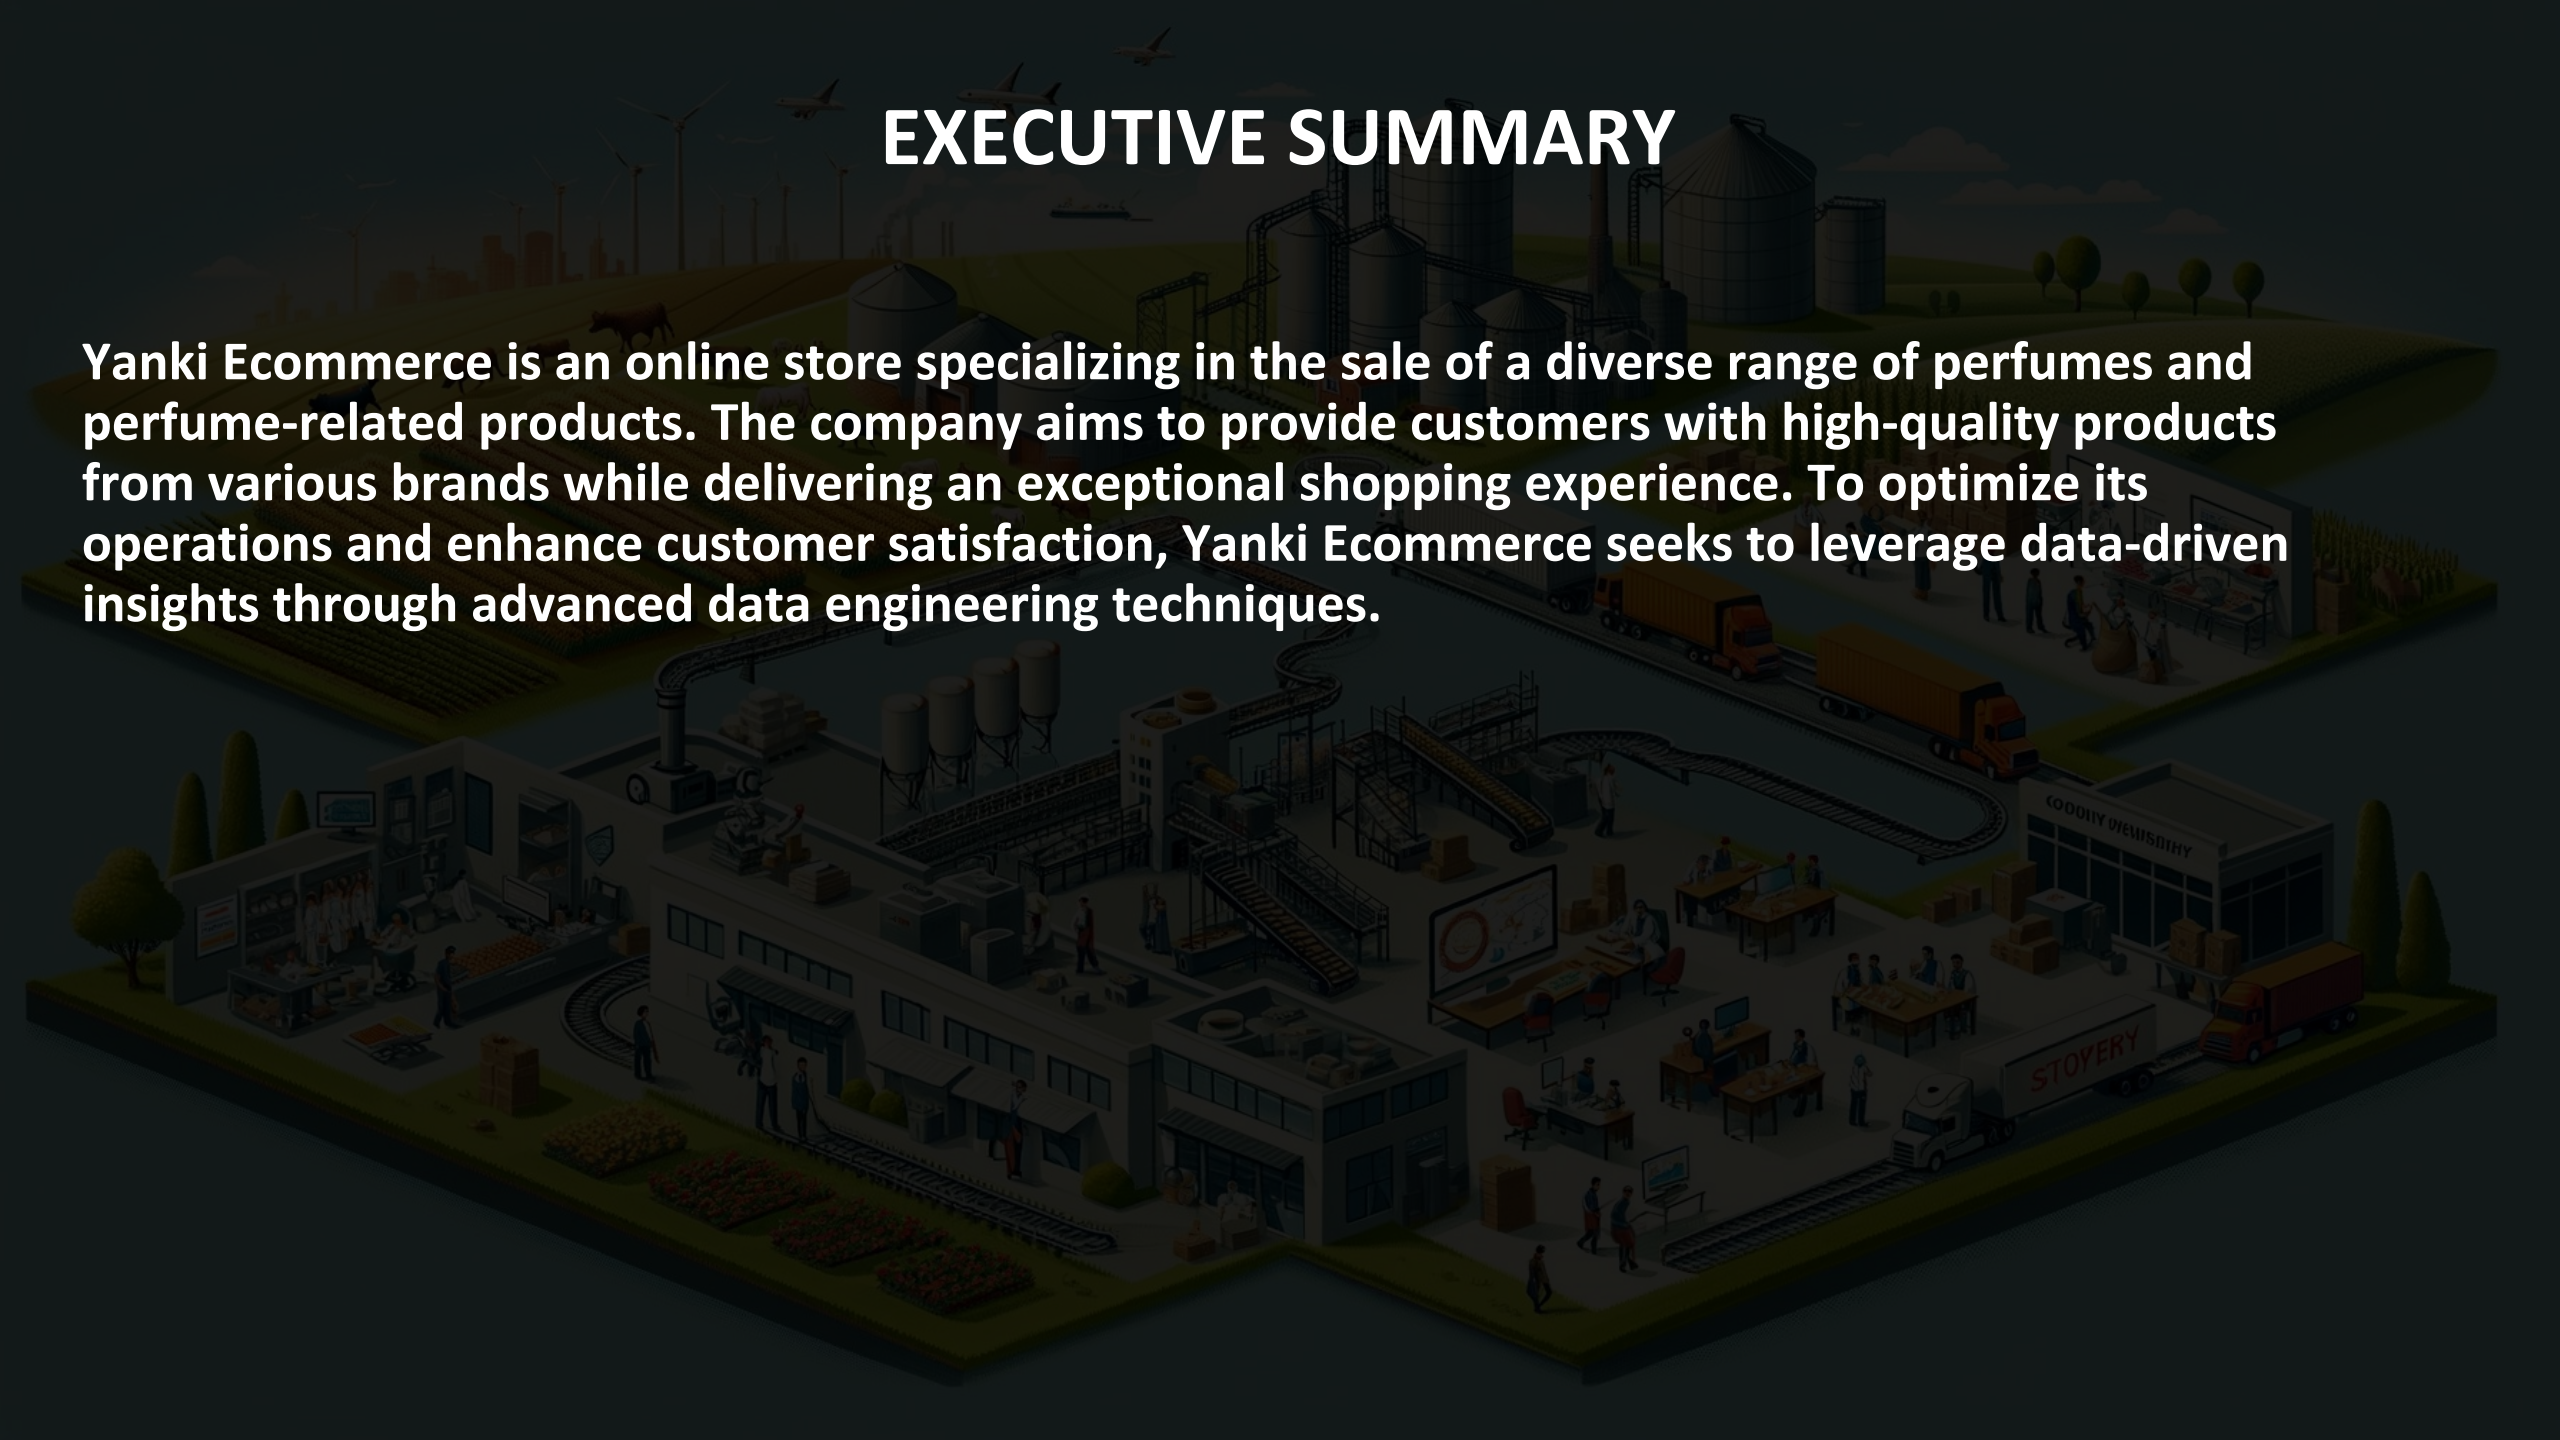 EXECUTIVE SUMMARY
Yanki Ecommerce is an online store specializing in the sale of a diverse range of perfumes and
perfume-related products. The company aims to provide customers with high-quality products
from various brands while delivering an exceptional shopping experience. To optimize its
operations and enhance customer satisfaction, Yanki Ecommerce seeks to leverage data-driven
insights through advanced data engineering techniques.
STOYERY